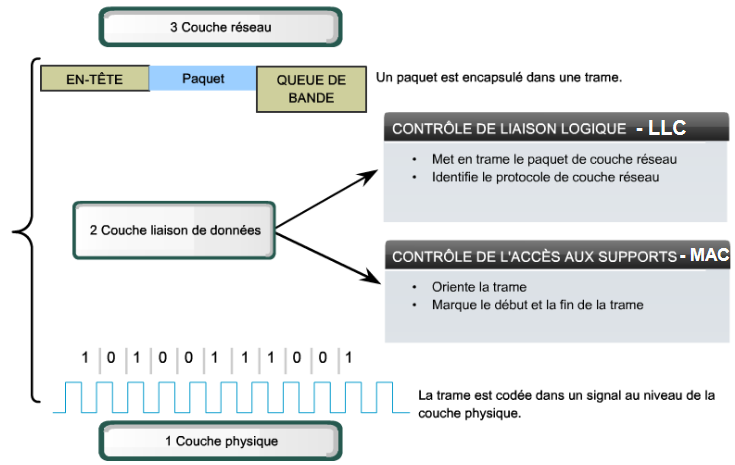 3 Couche réseau
EN-TÊTE Paquet QUEUE DE
BANDE
Un paquet est encapsulé dans une trame.
CONTRÔLE DE LIAISON LOGIQUE - LLC
• Met en trame le paquet de couche réseau
• Identifie le protocole de couche réseau
2 Couche liaison de données
CONTRÔLE DE L'ACCÈS AUX SUPPORTS - MAC
• Oriente la trame
• Marque le début et la fin de la trame
1 0 1 0 0 1 1 1 0 0 1
La trame est codée dans un signal au niveau de la
couche physique.
1 Couche physique